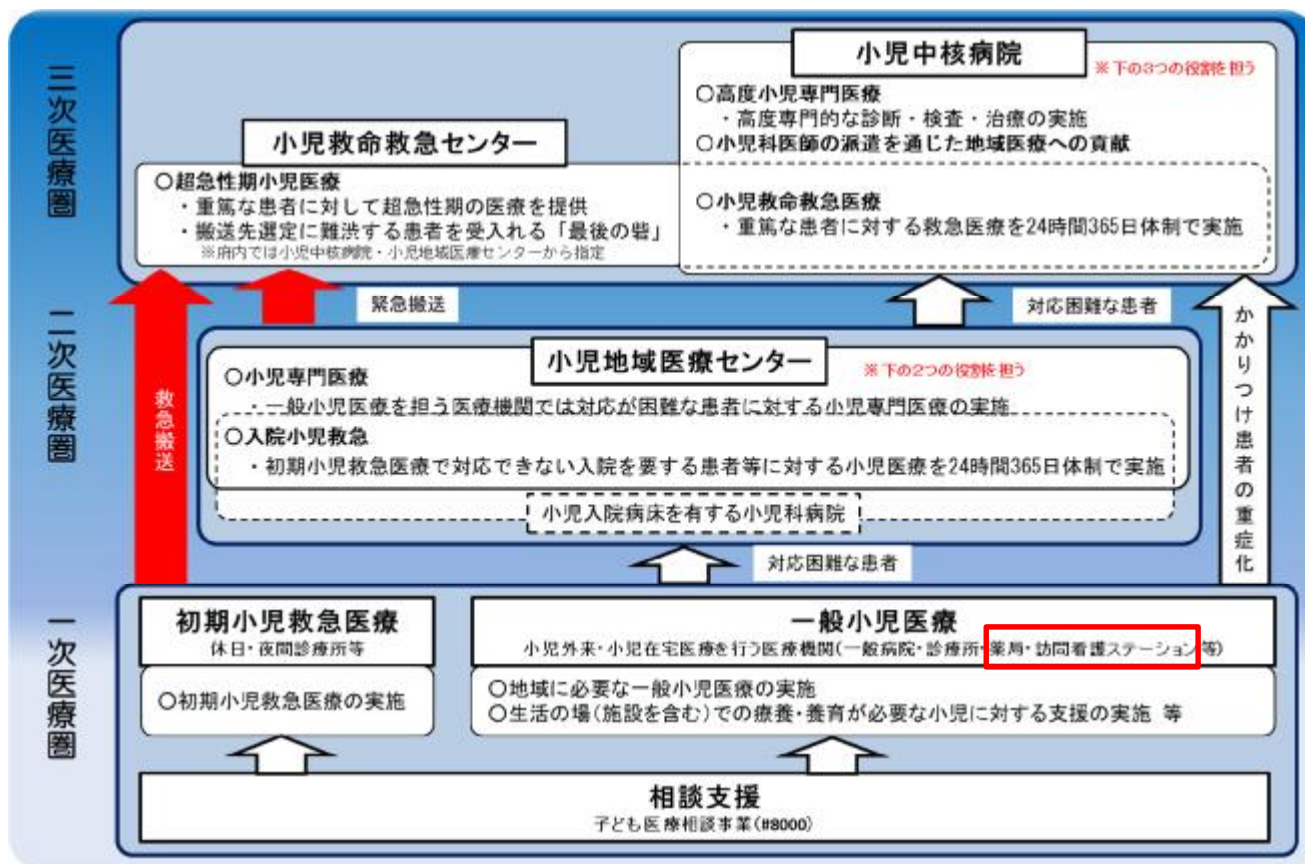 三次医療圏
小児中核病院
※下の3つの役割を担う
○高度小児専門医療
・高度専門的な診断・検査・治療の実施
○小児科医師の派遣を通じた地域医療への貢献
○小児救命救急医療
・重篤な患者に対する救急医療を24時間365日体制で実施
小児救命救急センター
○超急性期小児医療
・重篤な患者に対して超急性期の医療を提供
・搬送先選定に難渋する患者を受入れる「最後の砦」
※府内では小児中核病院・小児地域医療センターから指定
緊急搬送
対応困難な患者
二次医療圏
救急搬送
かかりつけ患者の重症化
小児地域医療センター
※下の2つの役割を担う
○小児専門医療
・一般小児医療を担う医療機関では対応が困難な患者に対する小児専門医療の実施
○入院小児救急
・初期小児救急医療で対応できない入院を要する患者等に対する小児医療を24時間365日体制で実施
小児入院病床を有する小児科病院
対応困難な患者
一次医療圏
初期小児救急医療
休日・夜間診療所等
○初期小児救急医療の実施
一般小児医療
小児外来・小児在宅医療を行う医療機関(一般病院・診療所・薬局・訪問看護ステーション等)
○地域に必要な一般小児医療の実施
○生活の場(施設を含む)での療養・養育が必要な小児に対する支援の実施 等
相談支援
子ども医療相談事業(#8000)